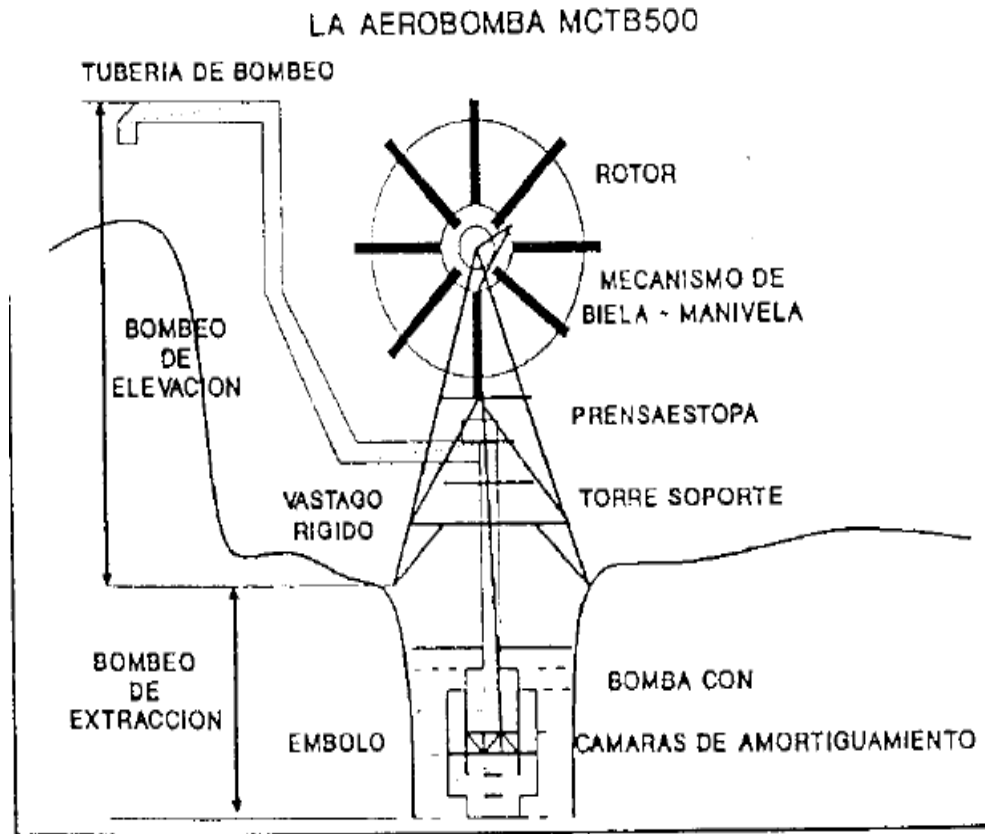 LA AEROBOMBA MCTB500
TUBERIA DE BOMBEO
ROTOR
MECANISMO DE
BIELA - MANIVELA
BOMBEO
DE
ELEVACION
PRENSAESTOPA
VASTAGO
RIGIDO
TORRE SOPORTE
BOMBEO
DE
EXTRACCION
BOMBA CON
EMBOLO
CAMARAS DE AMORTIGUAMIENTO